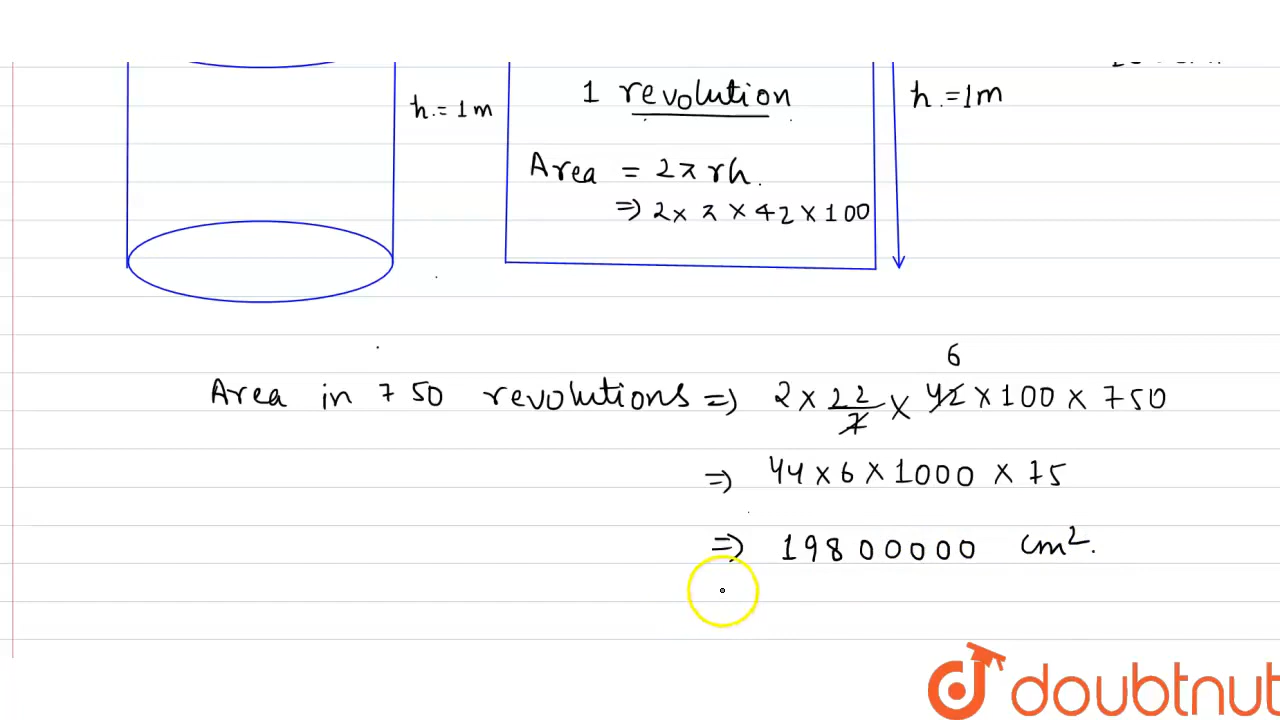 h. = 1 m
1 revolution
h. = 1m
Area = 2π rh.
⇒ 2 x π x 42 x 100
6
Area in 750 revolutions ⇒ 2 x 22/7 x 42 x 100 x 750
⇒ 44 x 6 x 1000 x 75
⇒ 19800000 cm².
doubtnut